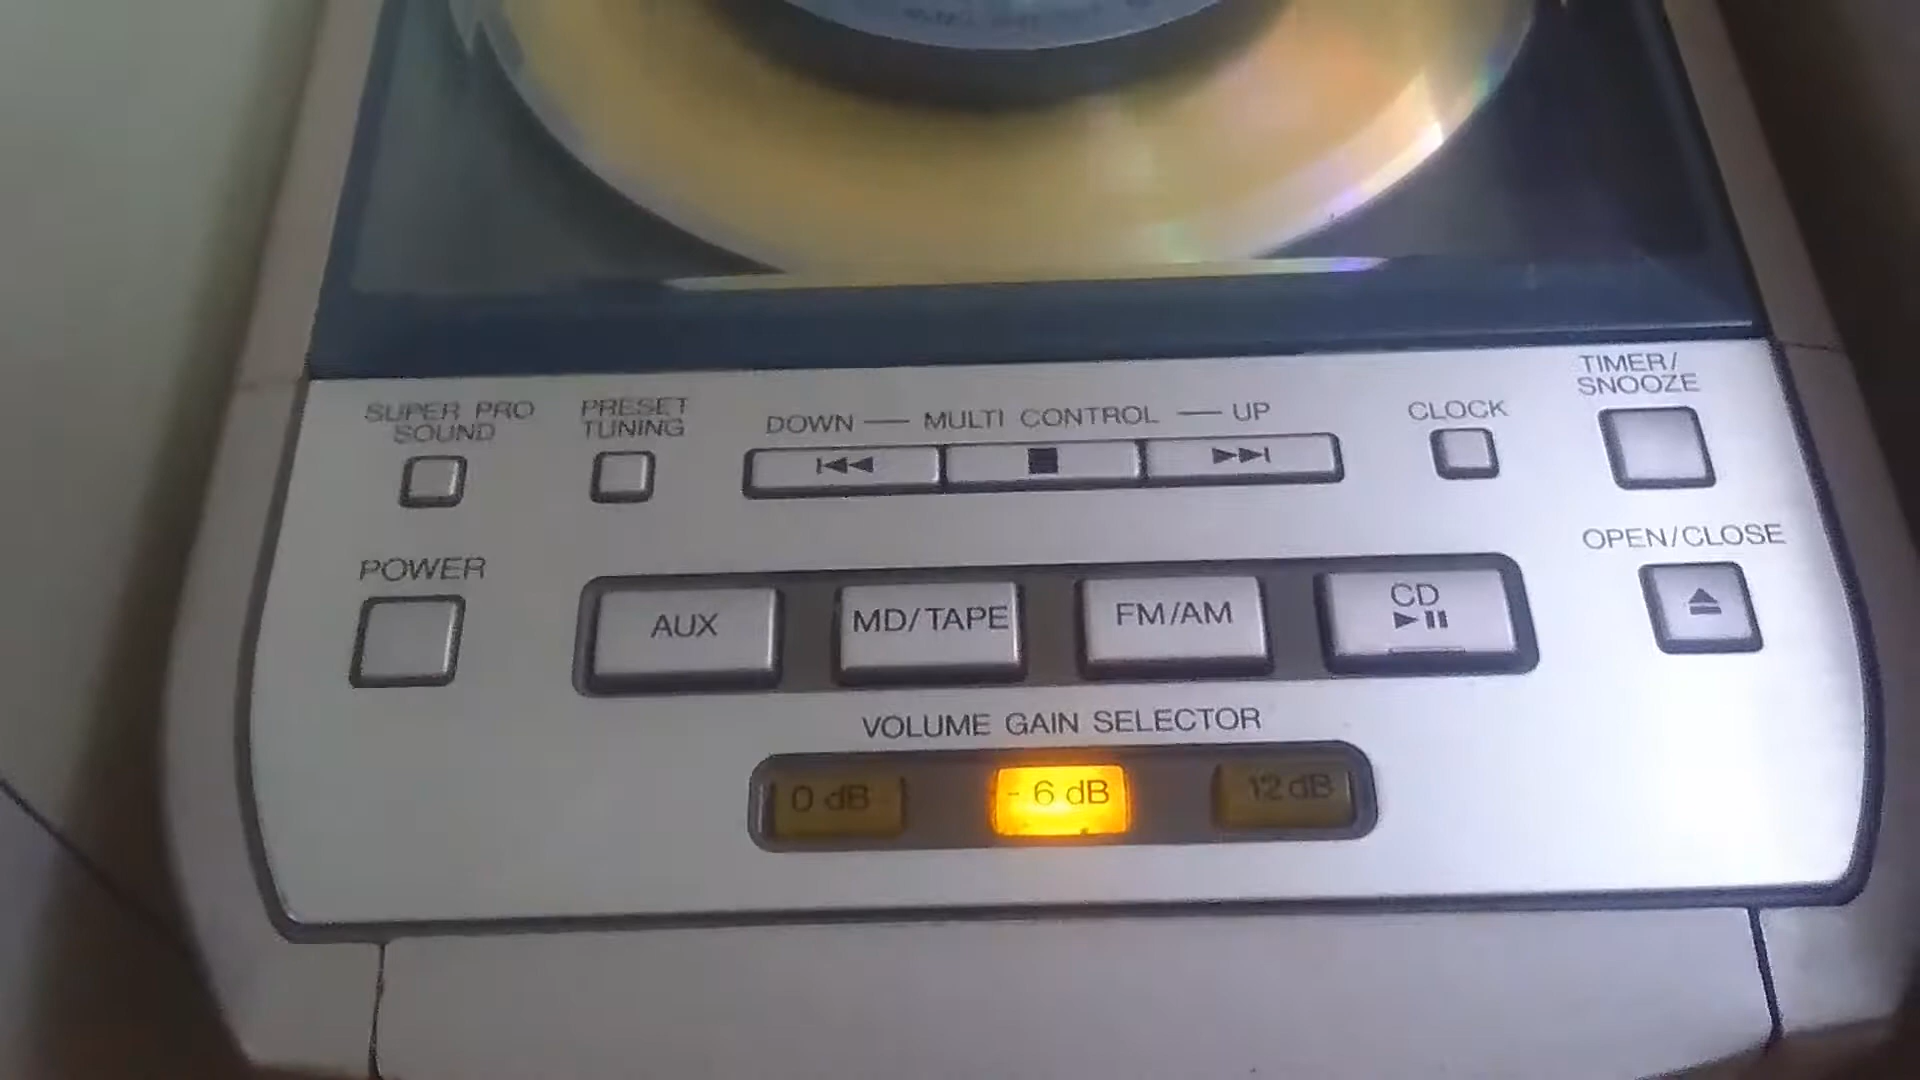 SUPER PRO
SOUND
PRESET
TUNING
DOWN — MULTI CONTROL — UP
CLOCK
TIMER/
SNOOZE
POWER
AUX
MD/TAPE
FM/AM
CD
OPEN/CLOSE
VOLUME GAIN SELECTOR
0 dB
- 6 dB
12 dB